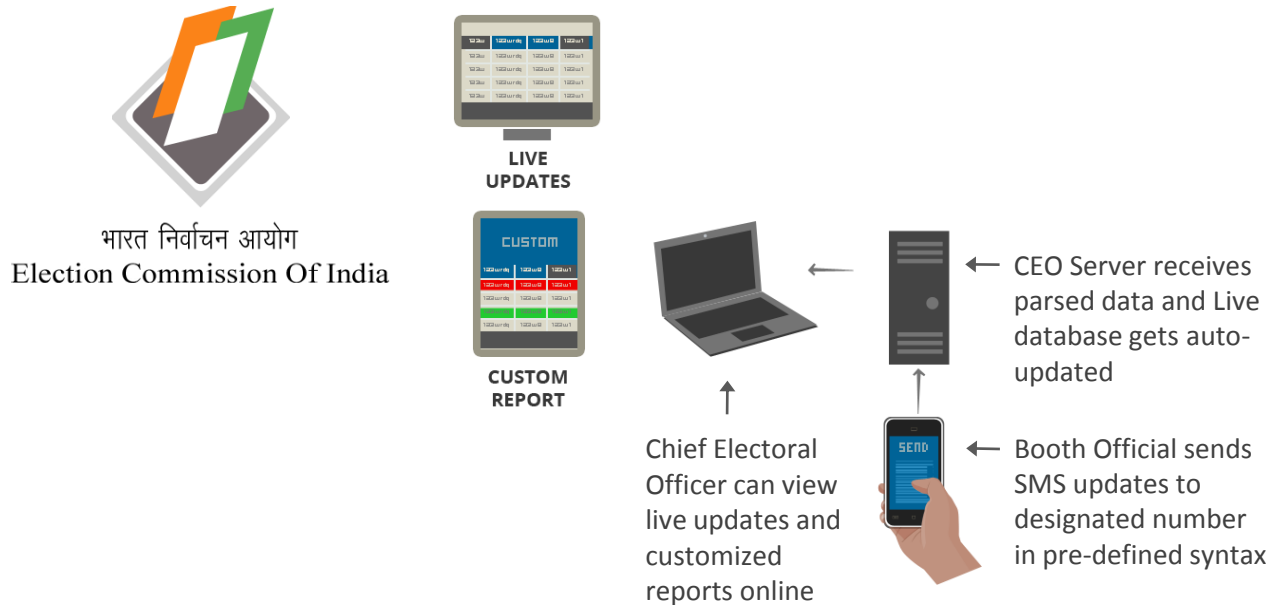 भारत निर्वाचन आयोग
Election Commission Of India
LIVE
UPDATES
CUSTOM
CUSTOM
REPORT
Chief Electoral
Officer can view
live updates and
customized
reports online
CEO Server receives
parsed data and Live
database gets auto-
updated
SEND
Booth Official sends
SMS updates to
designated number
in pre-defined syntax